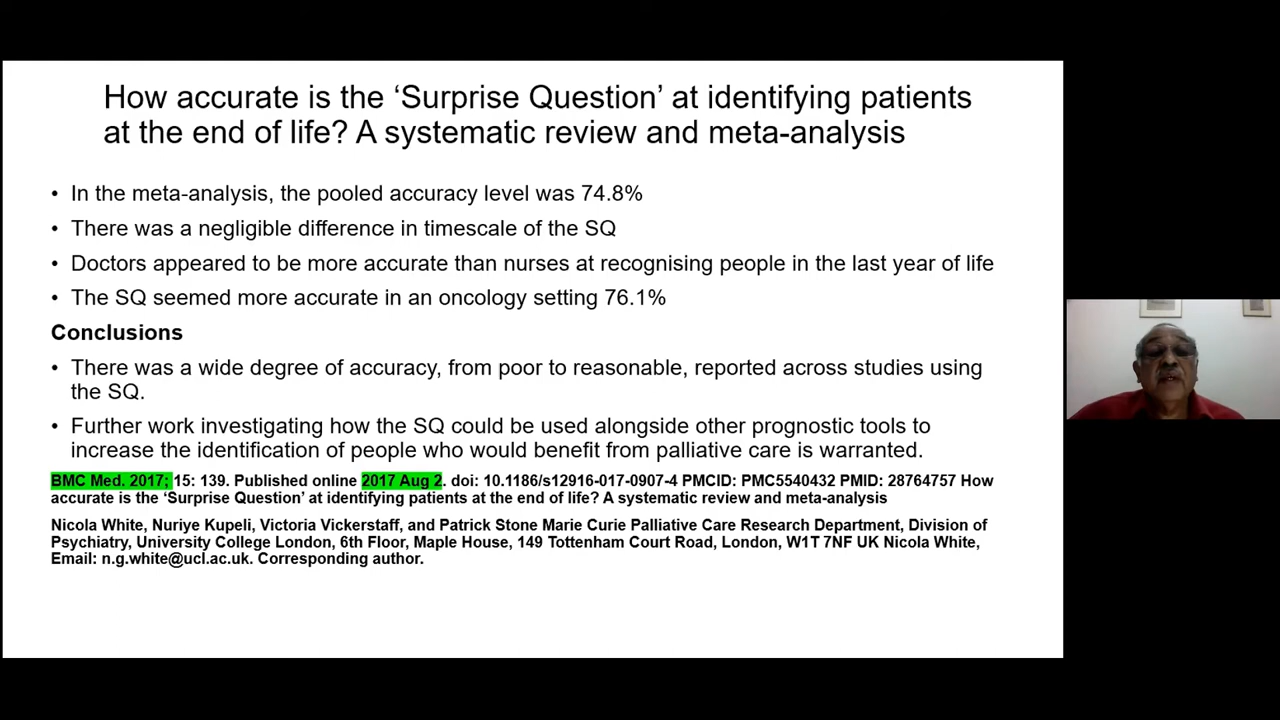 How accurate is the ‘Surprise Question’ at identifying patients
at the end of life? A systematic review and meta-analysis
• In the meta-analysis, the pooled accuracy level was 74.8%
• There was a negligible difference in timescale of the SQ
• Doctors appeared to be more accurate than nurses at recognising people in the last year of life
• The SQ seemed more accurate in an oncology setting 76.1%
Conclusions
• There was a wide degree of accuracy, from poor to reasonable, reported across studies using
the SQ.
• Further work investigating how the SQ could be used alongside other prognostic tools to
increase the identification of people who would benefit from palliative care is warranted.
BMC Med. 2017; 15: 139. Published online 2017 Aug 2. doi: 10.1186/s12916-017-0907-4 PMCID: PMC5540432 PMID: 28764757 How
accurate is the ‘Surprise Question’ at identifying patients at the end of life? A systematic review and meta-analysis
Nicola White, Nuriye Kupeli, Victoria Vickerstaff, and Patrick Stone Marie Curie Palliative Care Research Department, Division of
Psychiatry, University College London, 6th Floor, Maple House, 149 Tottenham Court Road, London, W1T 7NF UK Nicola White,
Email: n.g.white@ucl.ac.uk. Corresponding author.